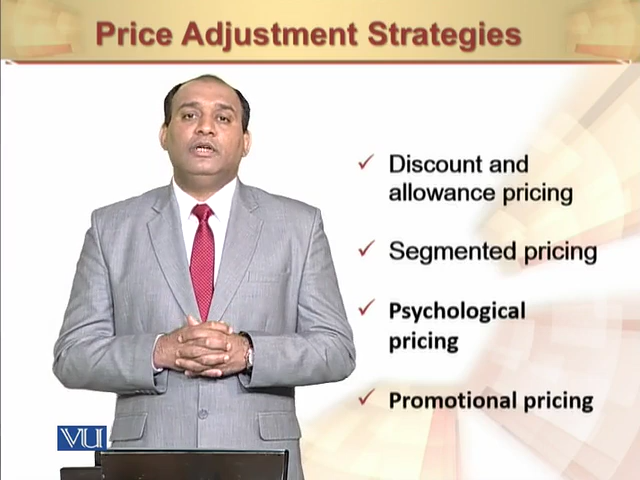 Price Adjustment Strategies
Discount and
allowance pricing
Segmented pricing
Psychological
pricing
Promotional pricing
VU